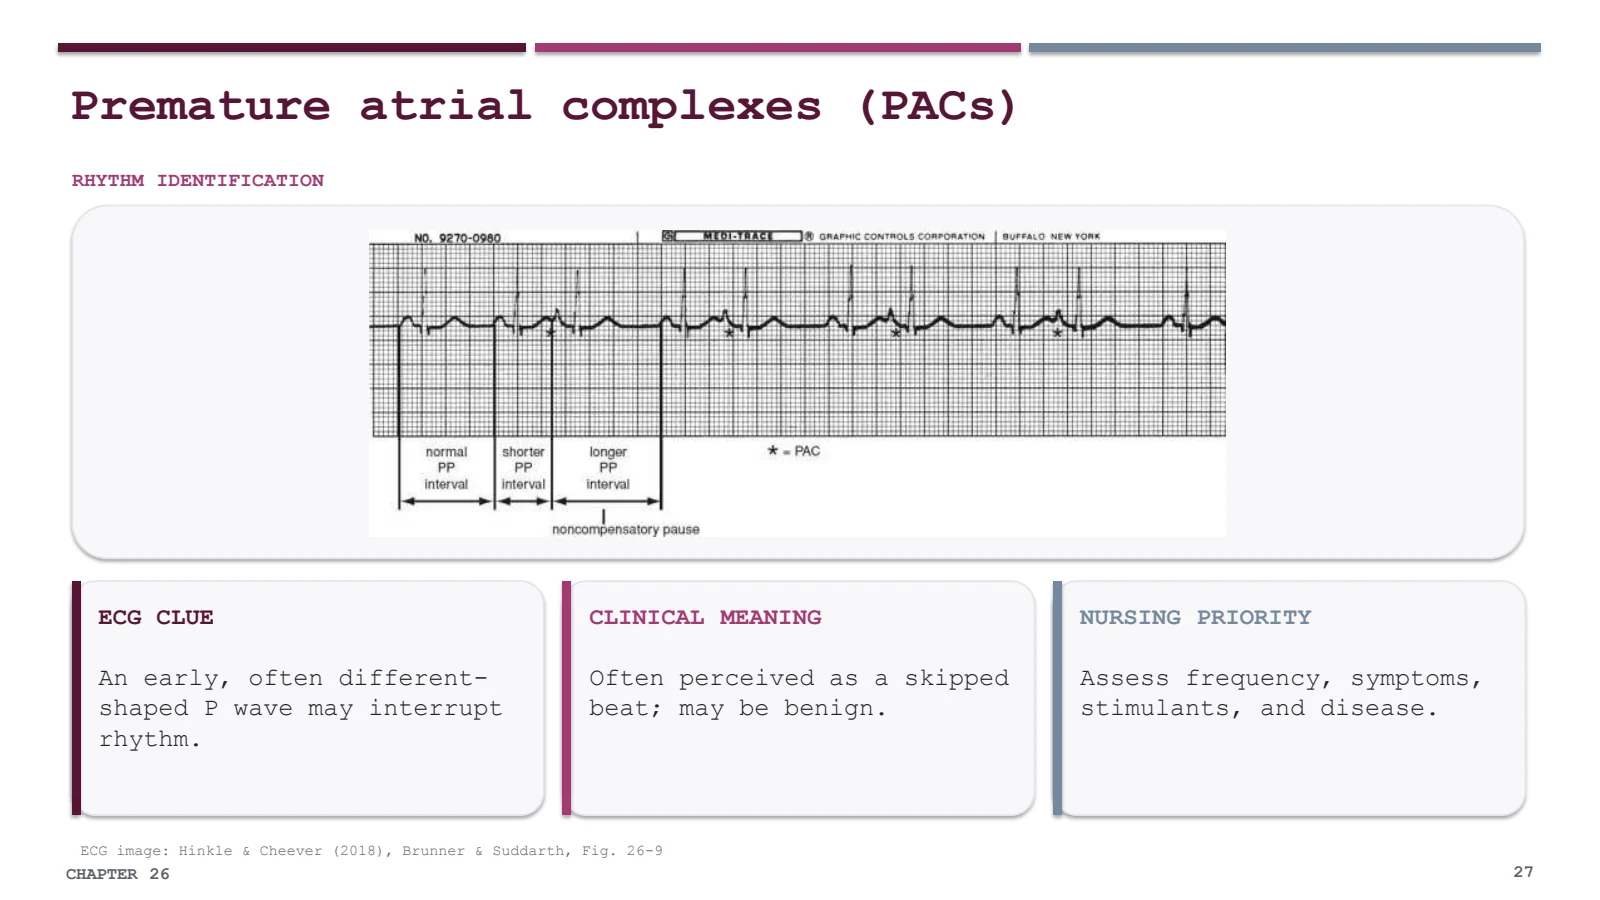 Premature atrial complexes (PACs)
RHYTHM IDENTIFICATION
NO. 9270-0980
G MEDI-TRACE ® GRAPHIC CONTROLS CORPORATION BUFFALO NEW YORK
* * * *
normal PP interval
shorter PP interval
longer PP interval
* = PAC
noncompensatory pause
ECG CLUE
An early, often different-
shaped P wave may interrupt
rhythm.
CLINICAL MEANING
Often perceived as a skipped
beat; may be benign.
NURSING PRIORITY
Assess frequency, symptoms,
stimulants, and disease.
ECG image: Hinkle & Cheever (2018), Brunner & Suddarth, Fig. 26-9
CHAPTER 26
27